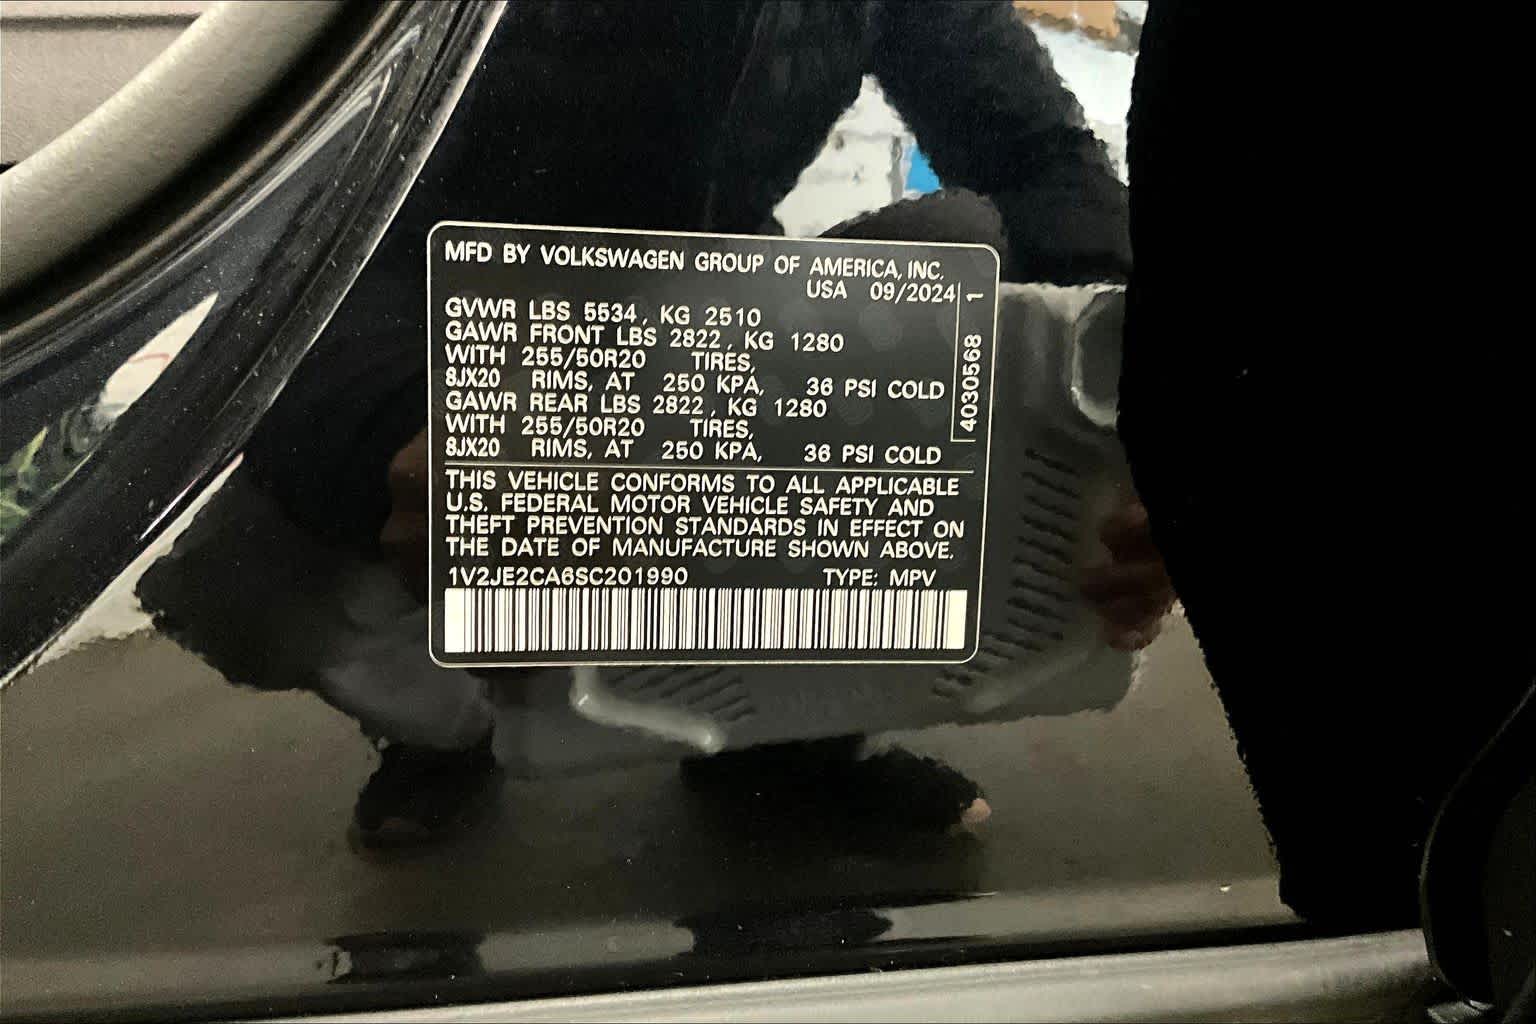 MFD BY VOLKSWAGEN GROUP OF AMERICA, INC.
USA 09/2024
GVWR LBS 5534, KG 2510
GAWR FRONT LBS 2822, KG 1280
WITH 255/50R20 TIRES,
8JX20 RIMS, AT 250 KPA, 36 PSI COLD
GAWR REAR LBS 2822, KG 1280
WITH 255/50R20 TIRES,
8JX20 RIMS, AT 250 KPA, 36 PSI COLD
4030568 1
THIS VEHICLE CONFORMS TO ALL APPLICABLE
U.S. FEDERAL MOTOR VEHICLE SAFETY AND
THEFT PREVENTION STANDARDS IN EFFECT ON
THE DATE OF MANUFACTURE SHOWN ABOVE.
1V2JE2CA6SC201990 TYPE: MPV